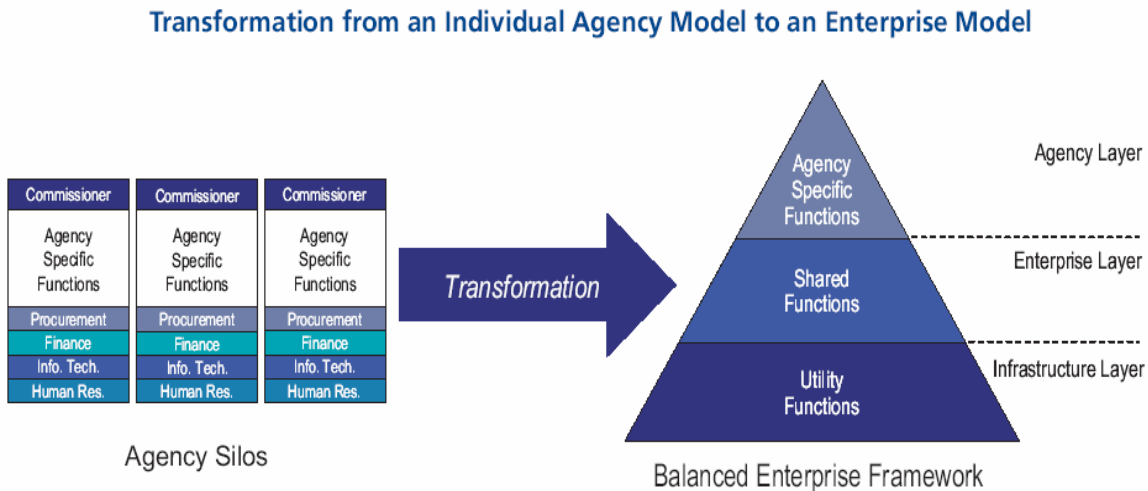 Transformation from an Individual Agency Model to an Enterprise Model
Commissioner
Agency
Specific
Functions
Procurement
Finance
Info. Tech.
Human Res.
Commissioner
Agency
Specific
Functions
Procurement
Finance
Info. Tech.
Human Res.
Commissioner
Agency
Specific
Functions
Procurement
Finance
Info. Tech.
Human Res.
Agency Silos
Transformation
Agency
Specific
Functions
Shared
Functions
Utility
Functions
Agency Layer
Enterprise Layer
Infrastructure Layer
Balanced Enterprise Framework